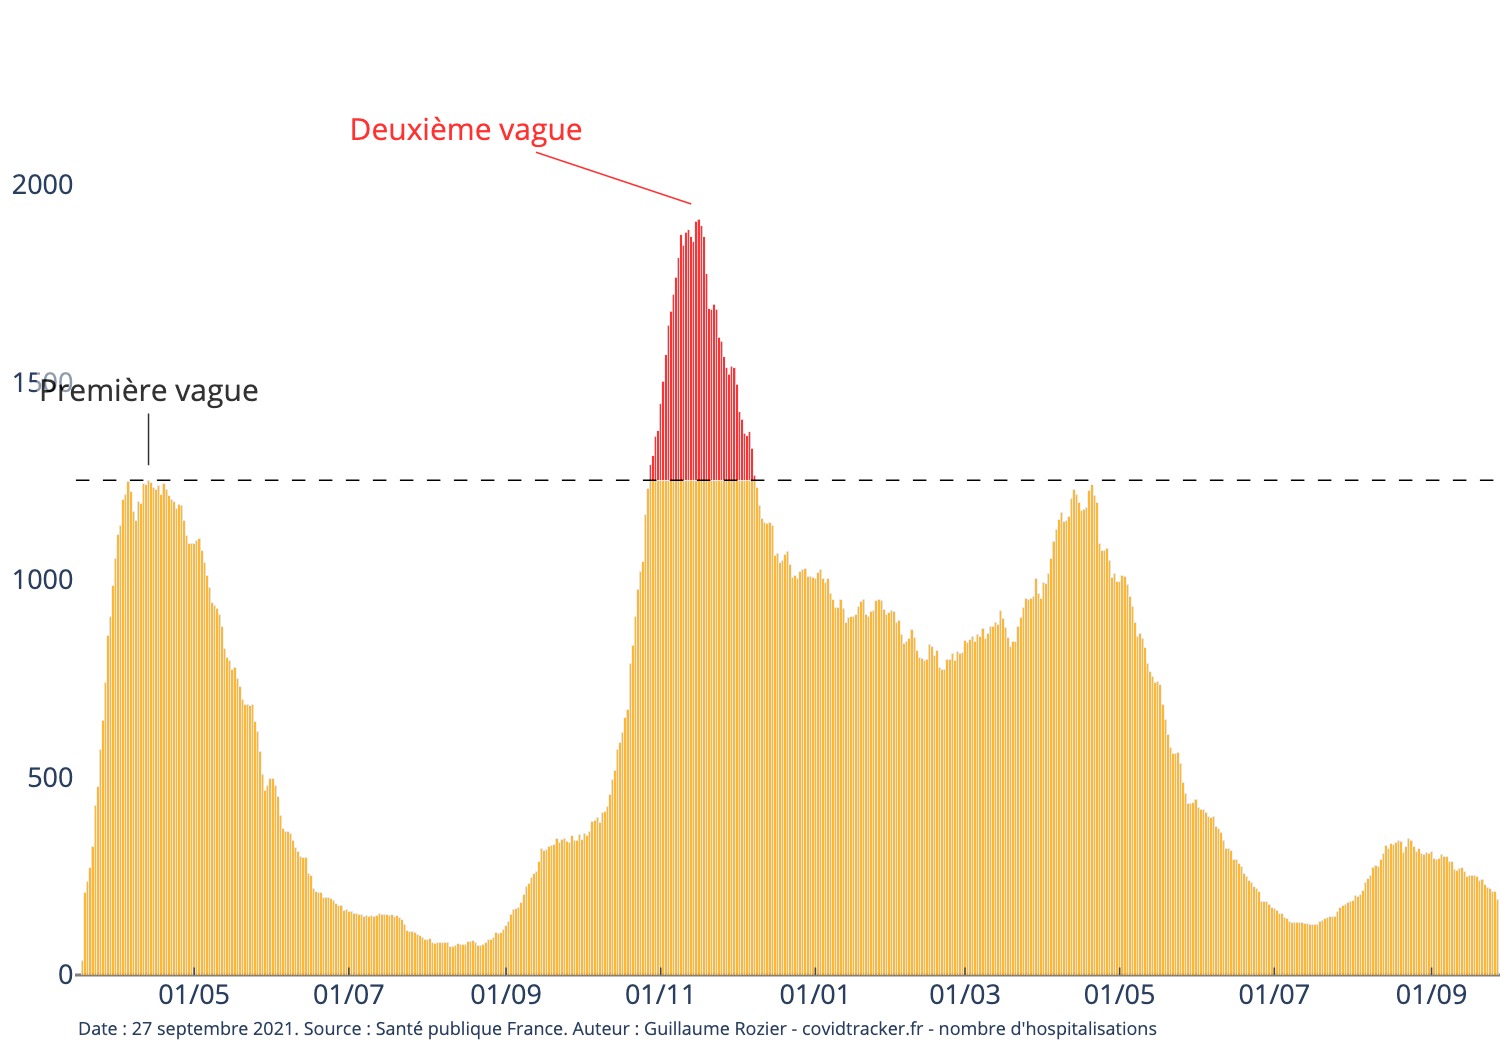 Deuxième vague
2000
1500
Première vague
1000
500
0
01/05 01/07 01/09 01/11 01/01 01/03 01/05 01/07 01/09
Date : 27 septembre 2021. Source : Santé publique France. Auteur : Guillaume Rozier - covidtracker.fr - nombre d'hospitalisations